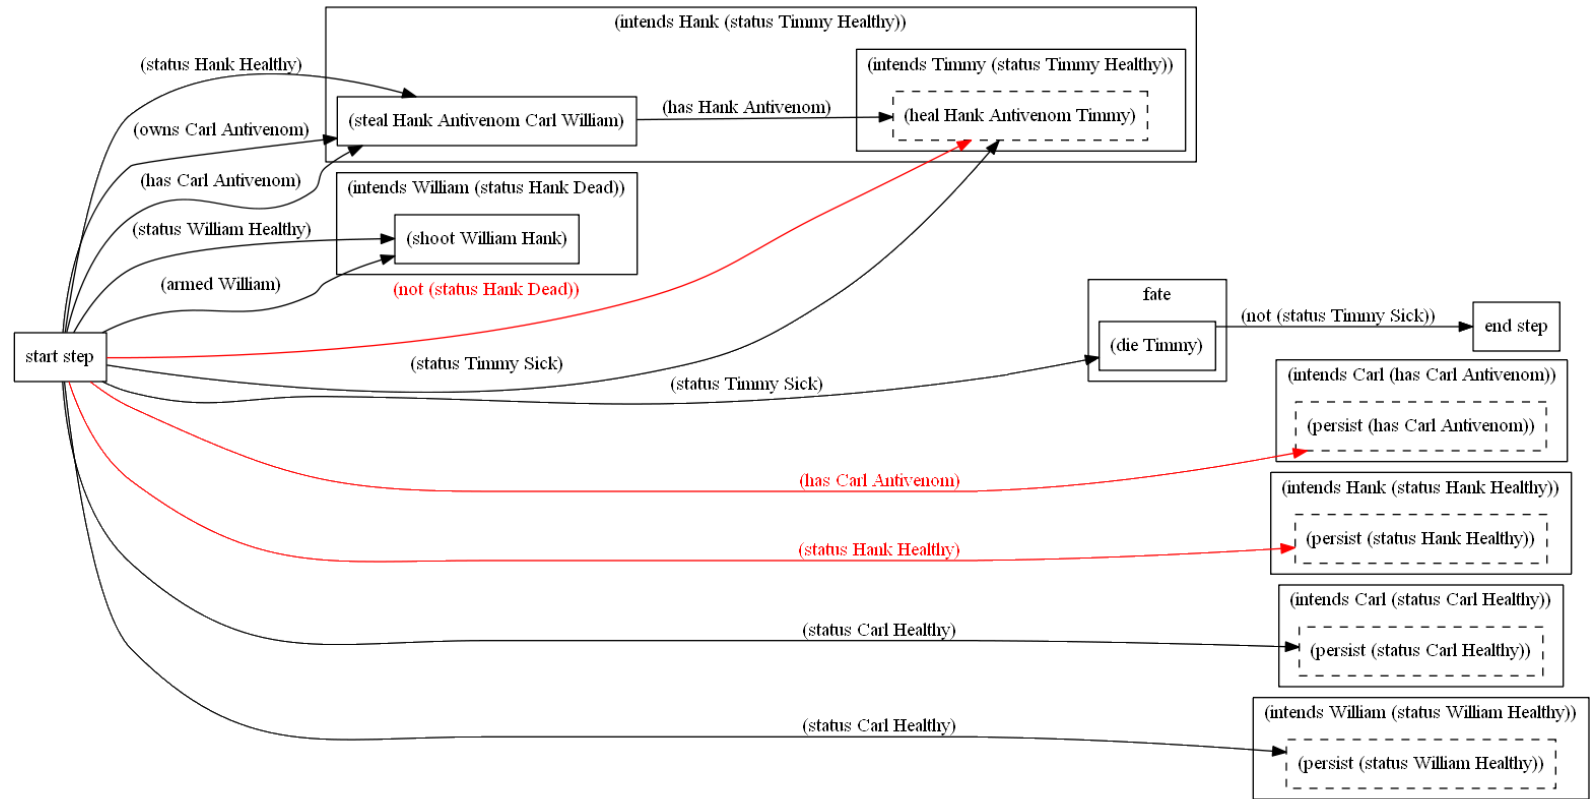 (intends Hank (status Timmy Healthy))
(status Hank Healthy)
(intends Timmy (status Timmy Healthy))
(steal Hank Antivenom Carl William)
(has Hank Antivenom)
(heal Hank Antivenom Timmy)
(owns Carl Antivenom)
(has Carl Antivenom)
(intends William (status Hank Dead))
(status William Healthy)
(shoot William Hank)
(armed William)
(not (status Hank Dead))
fate
(not (status Timmy Sick))
end step
start step
(die Timmy)
(status Timmy Sick)
(status Timmy Sick)
(intends Carl (has Carl Antivenom))
(persist (has Carl Antivenom))
(has Carl Antivenom)
(intends Hank (status Hank Healthy))
(persist (status Hank Healthy))
(status Hank Healthy)
(intends Carl (status Carl Healthy))
(status Carl Healthy)
(persist (status Carl Healthy))
(intends William (status William Healthy))
(status Carl Healthy)
(persist (status William Healthy))